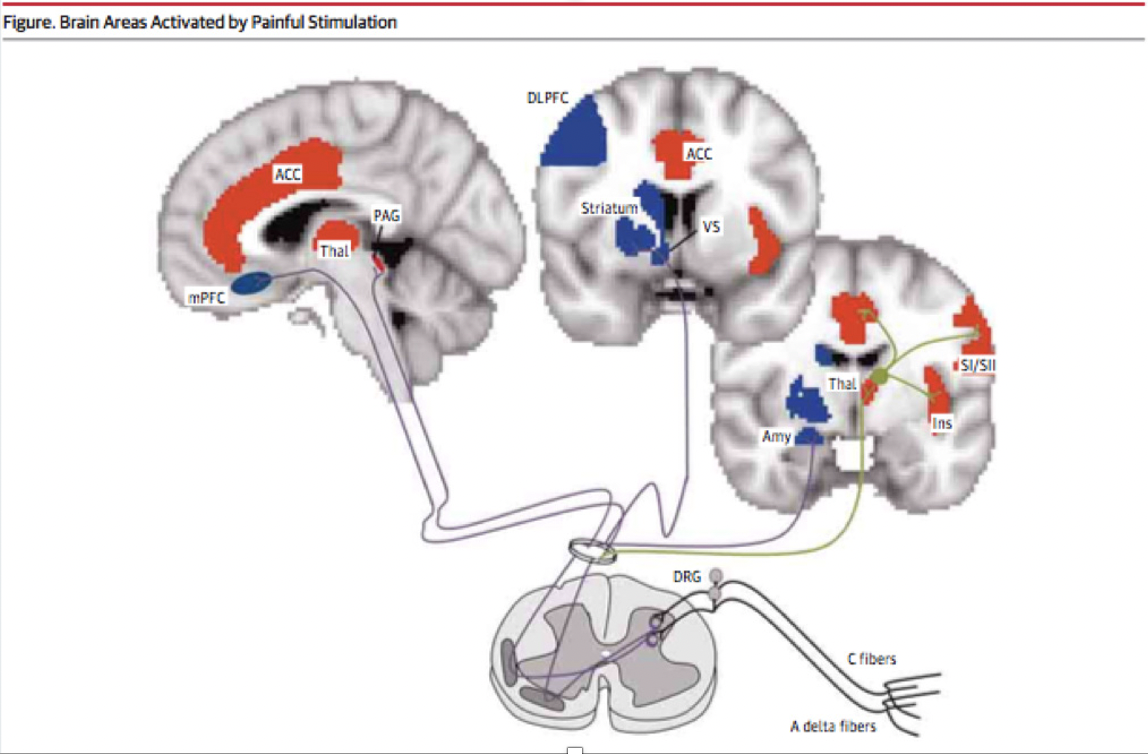 Figure. Brain Areas Activated by Painful Stimulation
DLPFC
ACC
ACC
Striatum
PAG
VS
Thal
mPFC
SI/SII
Thal
Ins
Amy
DRG
C fibers
A delta fibers